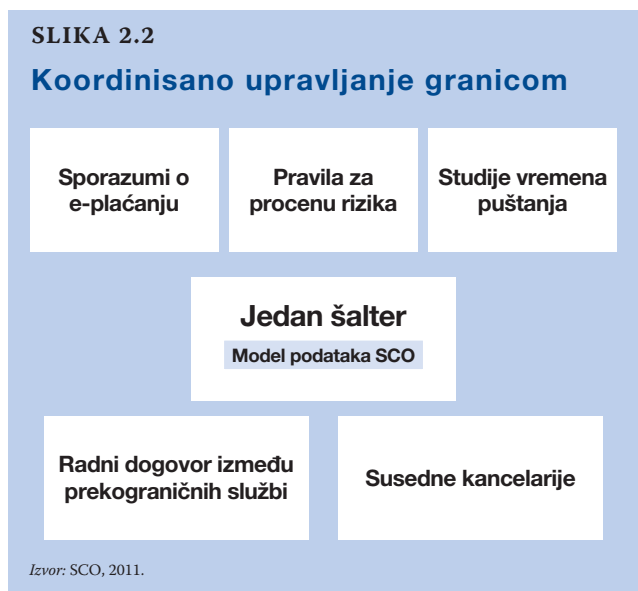 SLIKA 2.2
Koordinisano upravljanje granicom
Sporazumi o
e-plaćanju
Pravila za
procenu rizika
Studije vremena
puštanja
Jedan šalter
Model podataka SCO
Radni dogovor između
prekograničnih službi
Susedne kancelarije
Izvor: SCO, 2011.